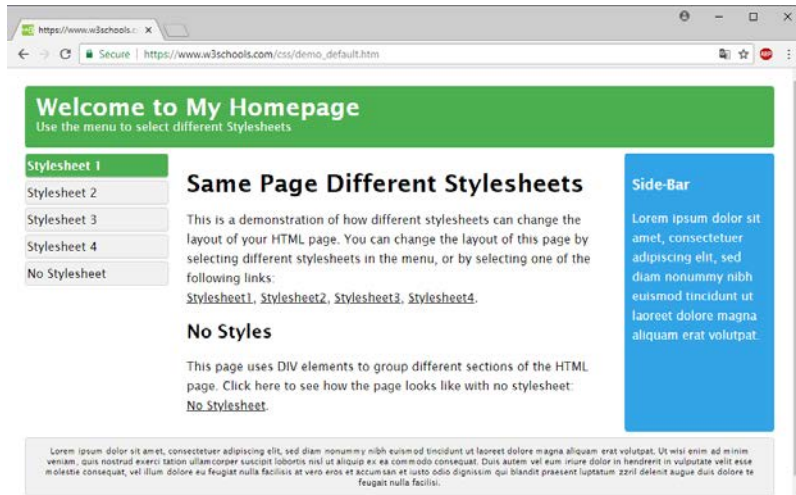 https://www.w3schools.c
Secure | https://www.w3schools.com/css/demo_default.htm
ABP
Welcome to My Homepage
Use the menu to select different Stylesheets
Stylesheet 1
Stylesheet 2
Stylesheet 3
Stylesheet 4
No Stylesheet
Same Page Different Stylesheets
This is a demonstration of how different stylesheets can change the
layout of your HTML page. You can change the layout of this page by
selecting different stylesheets in the menu, or by selecting one of the
following links:
Stylesheet1, Stylesheet2, Stylesheet3, Stylesheet4.
No Styles
This page uses DIV elements to group different sections of the HTML
page. Click here to see how the page looks like with no stylesheet:
No Stylesheet.
Side-Bar
Lorem ipsum dolor sit
amet, consectetuer
adipiscing elit, sed
diam nonummy nibh
euismod tincidunt ut
laoreet dolore magna
aliquam erat volutpat.
Lorem ipsum dolor sit amet, consectetuer adipiscing elit, sed diam nonummy nibh euismod tincidunt ut laoreet dolore magna aliquam erat volutpat. Ut wisi enim ad minim
veniam, quis nostrud exerci tation ullamcorper suscipit lobortis nisl ut aliquip ex ea commodo consequat. Duis autem vel eum iriure dolor in hendrerit in vulputate velit esse
molestie consequat, vel illum dolore eu feugiat nulla facilisis at vero eros et accumsan et iusto odio dignissim qui blandit praesent luptatum zzril delenit augue duis dolore te
feugait nulla facilisi.